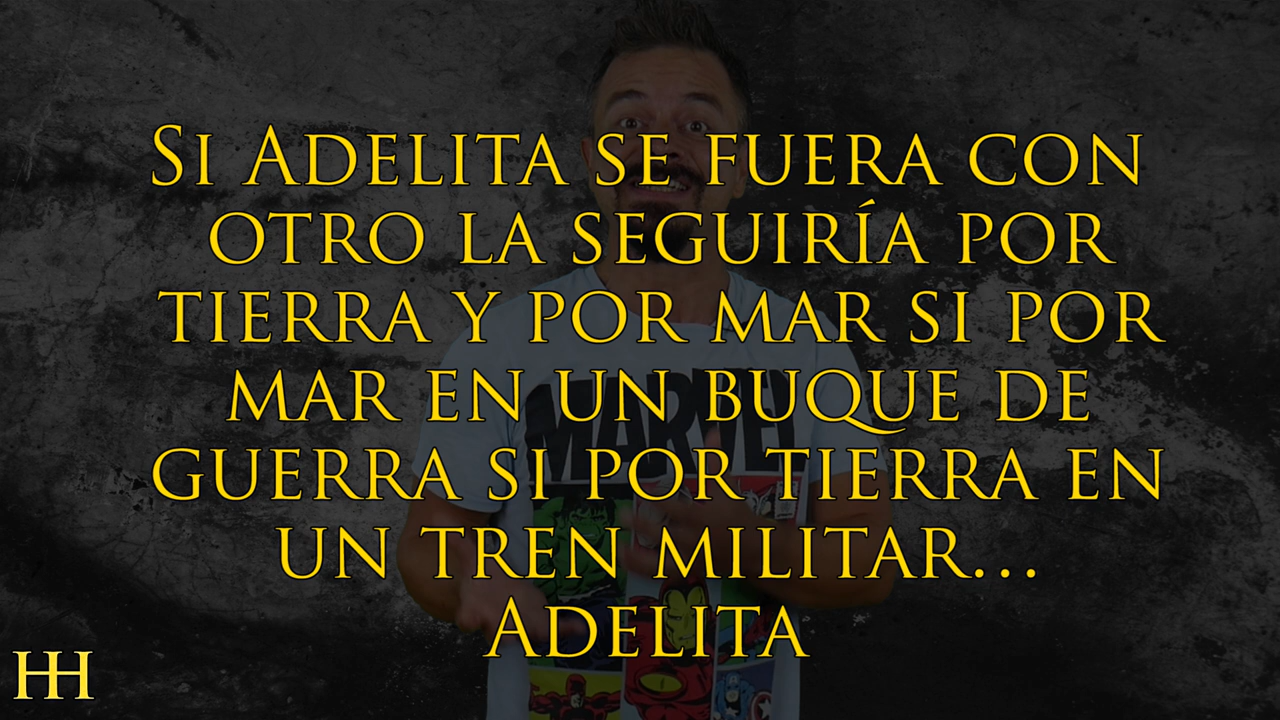 Si Adelita se fuera con
otro la seguiría por
tierra y por mar si por
mar en un buque de
guerra si por tierra en
un tren militar...
Adelita
MARVEL
HH